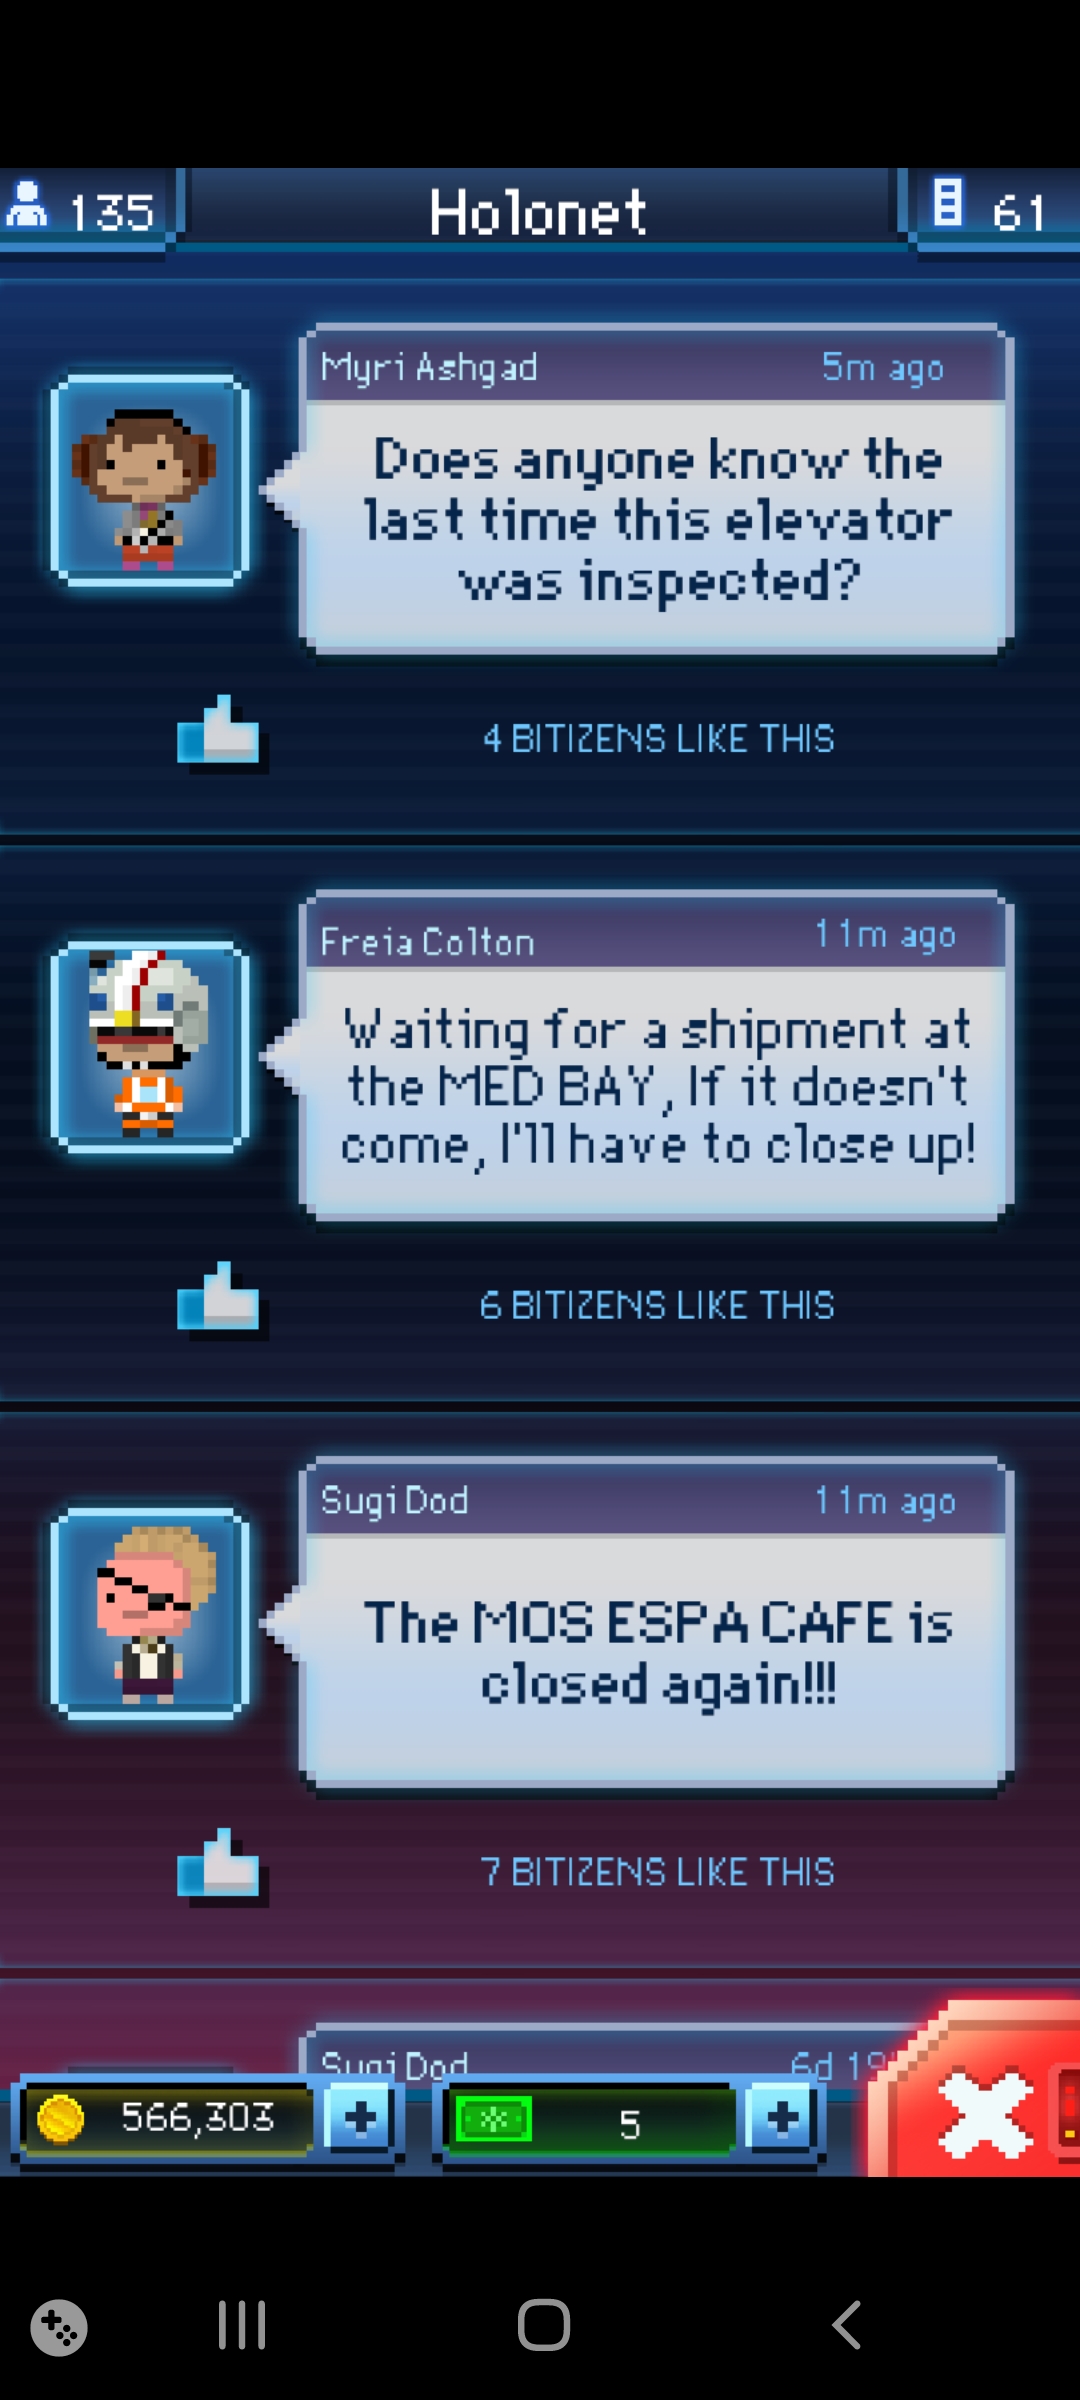 135
Holonet
61
Myri Ashgad
5m ago
Does anyone know the
last time this elevator
was inspected?
4 BITIZENS LIKE THIS
Freia Colton
11m ago
Waiting for a shipment at
the MED BAY, If it doesn't
come, I'll have to close up!
6 BITIZENS LIKE THIS
Sugi Dod
11m ago
The MOS ESPA CAFE is
closed again!!!
7 BITIZENS LIKE THIS
Sugi Dod
6d
566,303
5